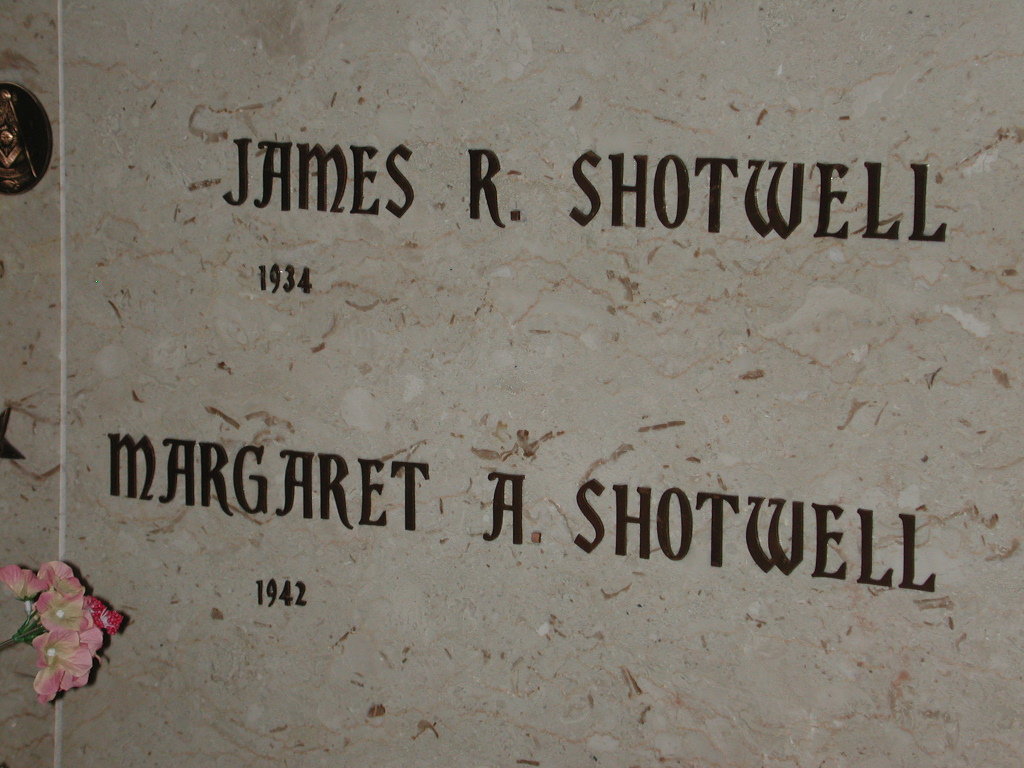 JAMES R. SHOTWELL
1934
MARGARET A. SHOTWELL
1942